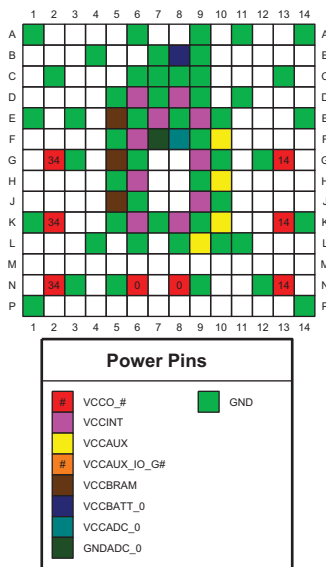 1 2 3 4 5 6 7 8 9 10 11 12 13 14
A A
B B
C C
D D
E E
F F
G 34 14 G
H H
J J
K 34 14 K
L L
M M
N 34 0 0 14 N
P P
1 2 3 4 5 6 7 8 9 10 11 12 13 14
Power Pins
# VCCO_# GND
VCCINT
VCCAUX
# VCCAUX_IO_G#
VCCBRAM
VCCBATT_0
VCCADC_0
GNDADC_0